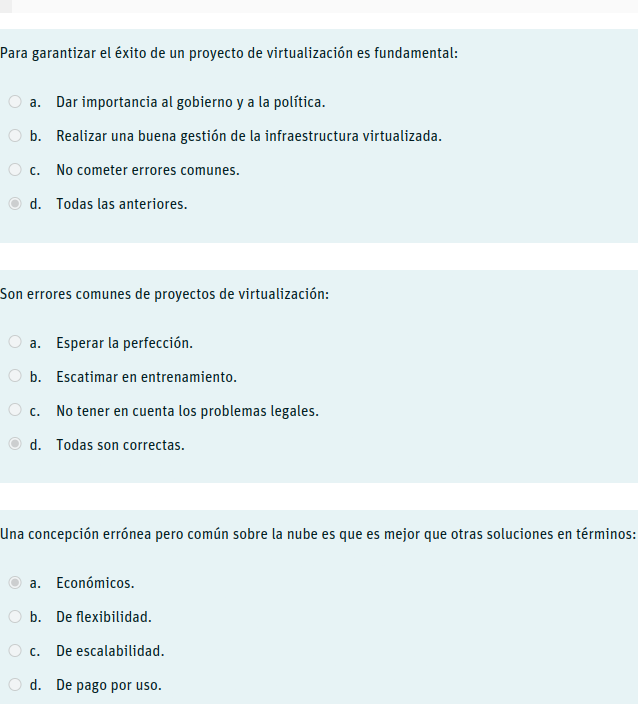 Para garantizar el éxito de un proyecto de virtualización es fundamental:
a. Dar importancia al gobierno y a la política.
b. Realizar una buena gestión de la infraestructura virtualizada.
c. No cometer errores comunes.
d. Todas las anteriores.
Son errores comunes de proyectos de virtualización:
a. Esperar la perfección.
b. Escatimar en entrenamiento.
c. No tener en cuenta los problemas legales.
d. Todas son correctas.
Una concepción errónea pero común sobre la nube es que es mejor que otras soluciones en términos:
a. Económicos.
b. De flexibilidad.
c. De escalabilidad.
d. De pago por uso.